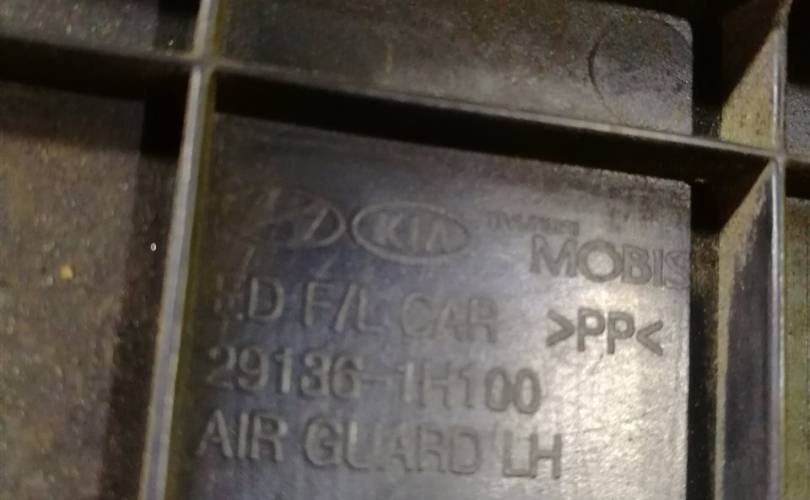 KIA MOBIS
ED F/L CAR >PP<
29136-1H100
AIR GUARD LH